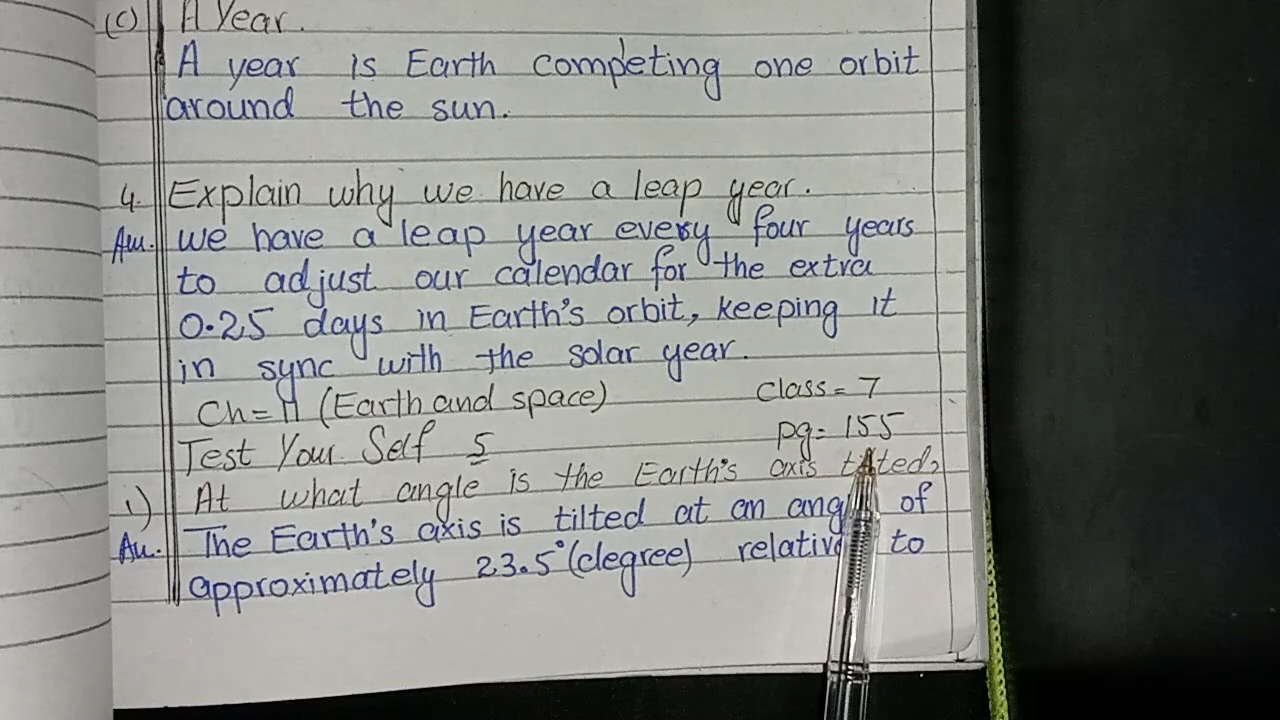 (c) A Year.
A year is Earth competing one orbit
around the sun.
4. Explain why we have a leap year.
Ans. we have a leap year every four years
to adjust our calendar for the extra
0.25 days in Earth's orbit, keeping it
in sync with the solar year.
Ch=11 (Earth and space) Class=7
Test Your Self 5 pg=155
1) At what angle is the Earth's axis tilted,
Ans. The Earth's axis is tilted at an angle of
approximately 23.5°(degree) relative to